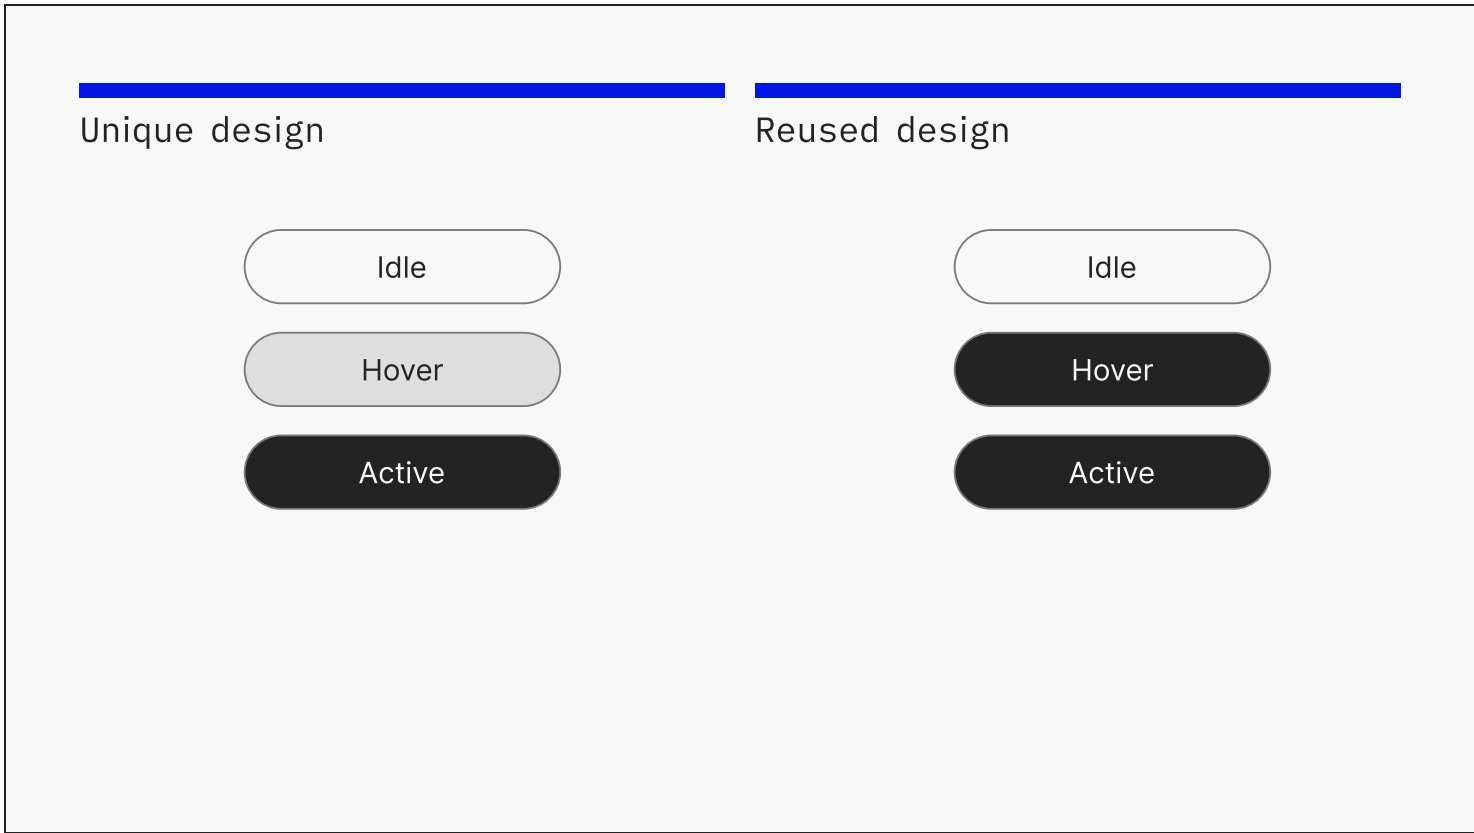 Unique design
Idle
Hover
Active
Reused design
Idle
Hover
Active